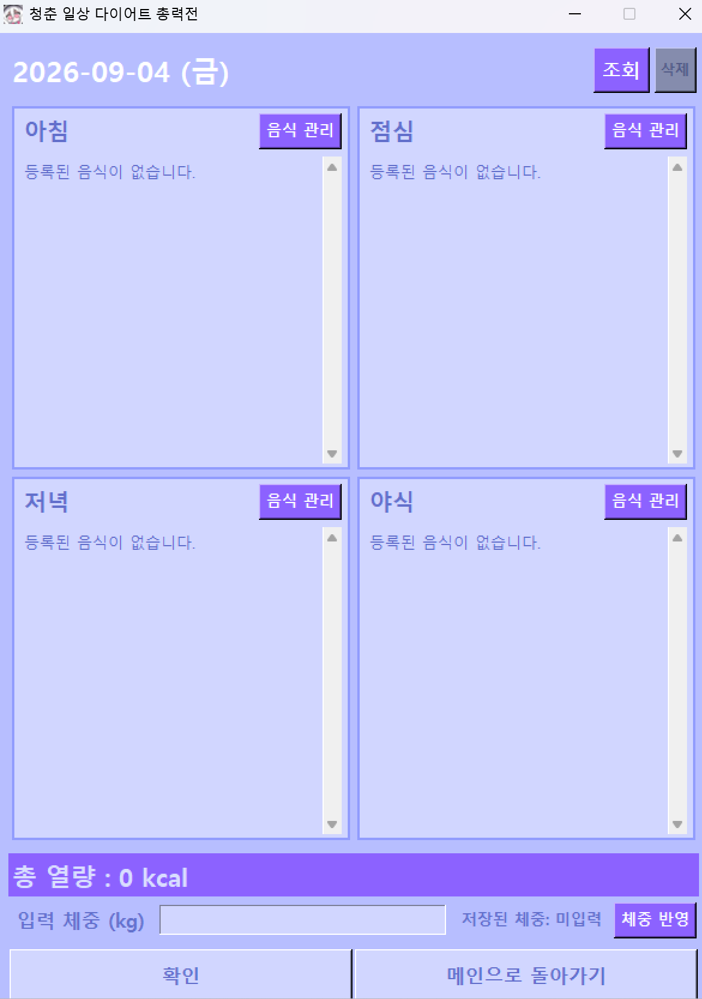 청춘 일상 다이어트 총력전
2026-09-04 (금)
조회
삭제
아침
음식 관리
등록된 음식이 없습니다.
점심
음식 관리
등록된 음식이 없습니다.
저녁
음식 관리
등록된 음식이 없습니다.
야식
음식 관리
등록된 음식이 없습니다.
총 열량 : 0 kcal
입력 체중 (kg)
저장된 체중: 미입력
체중 반영
확인
메인으로 돌아가기